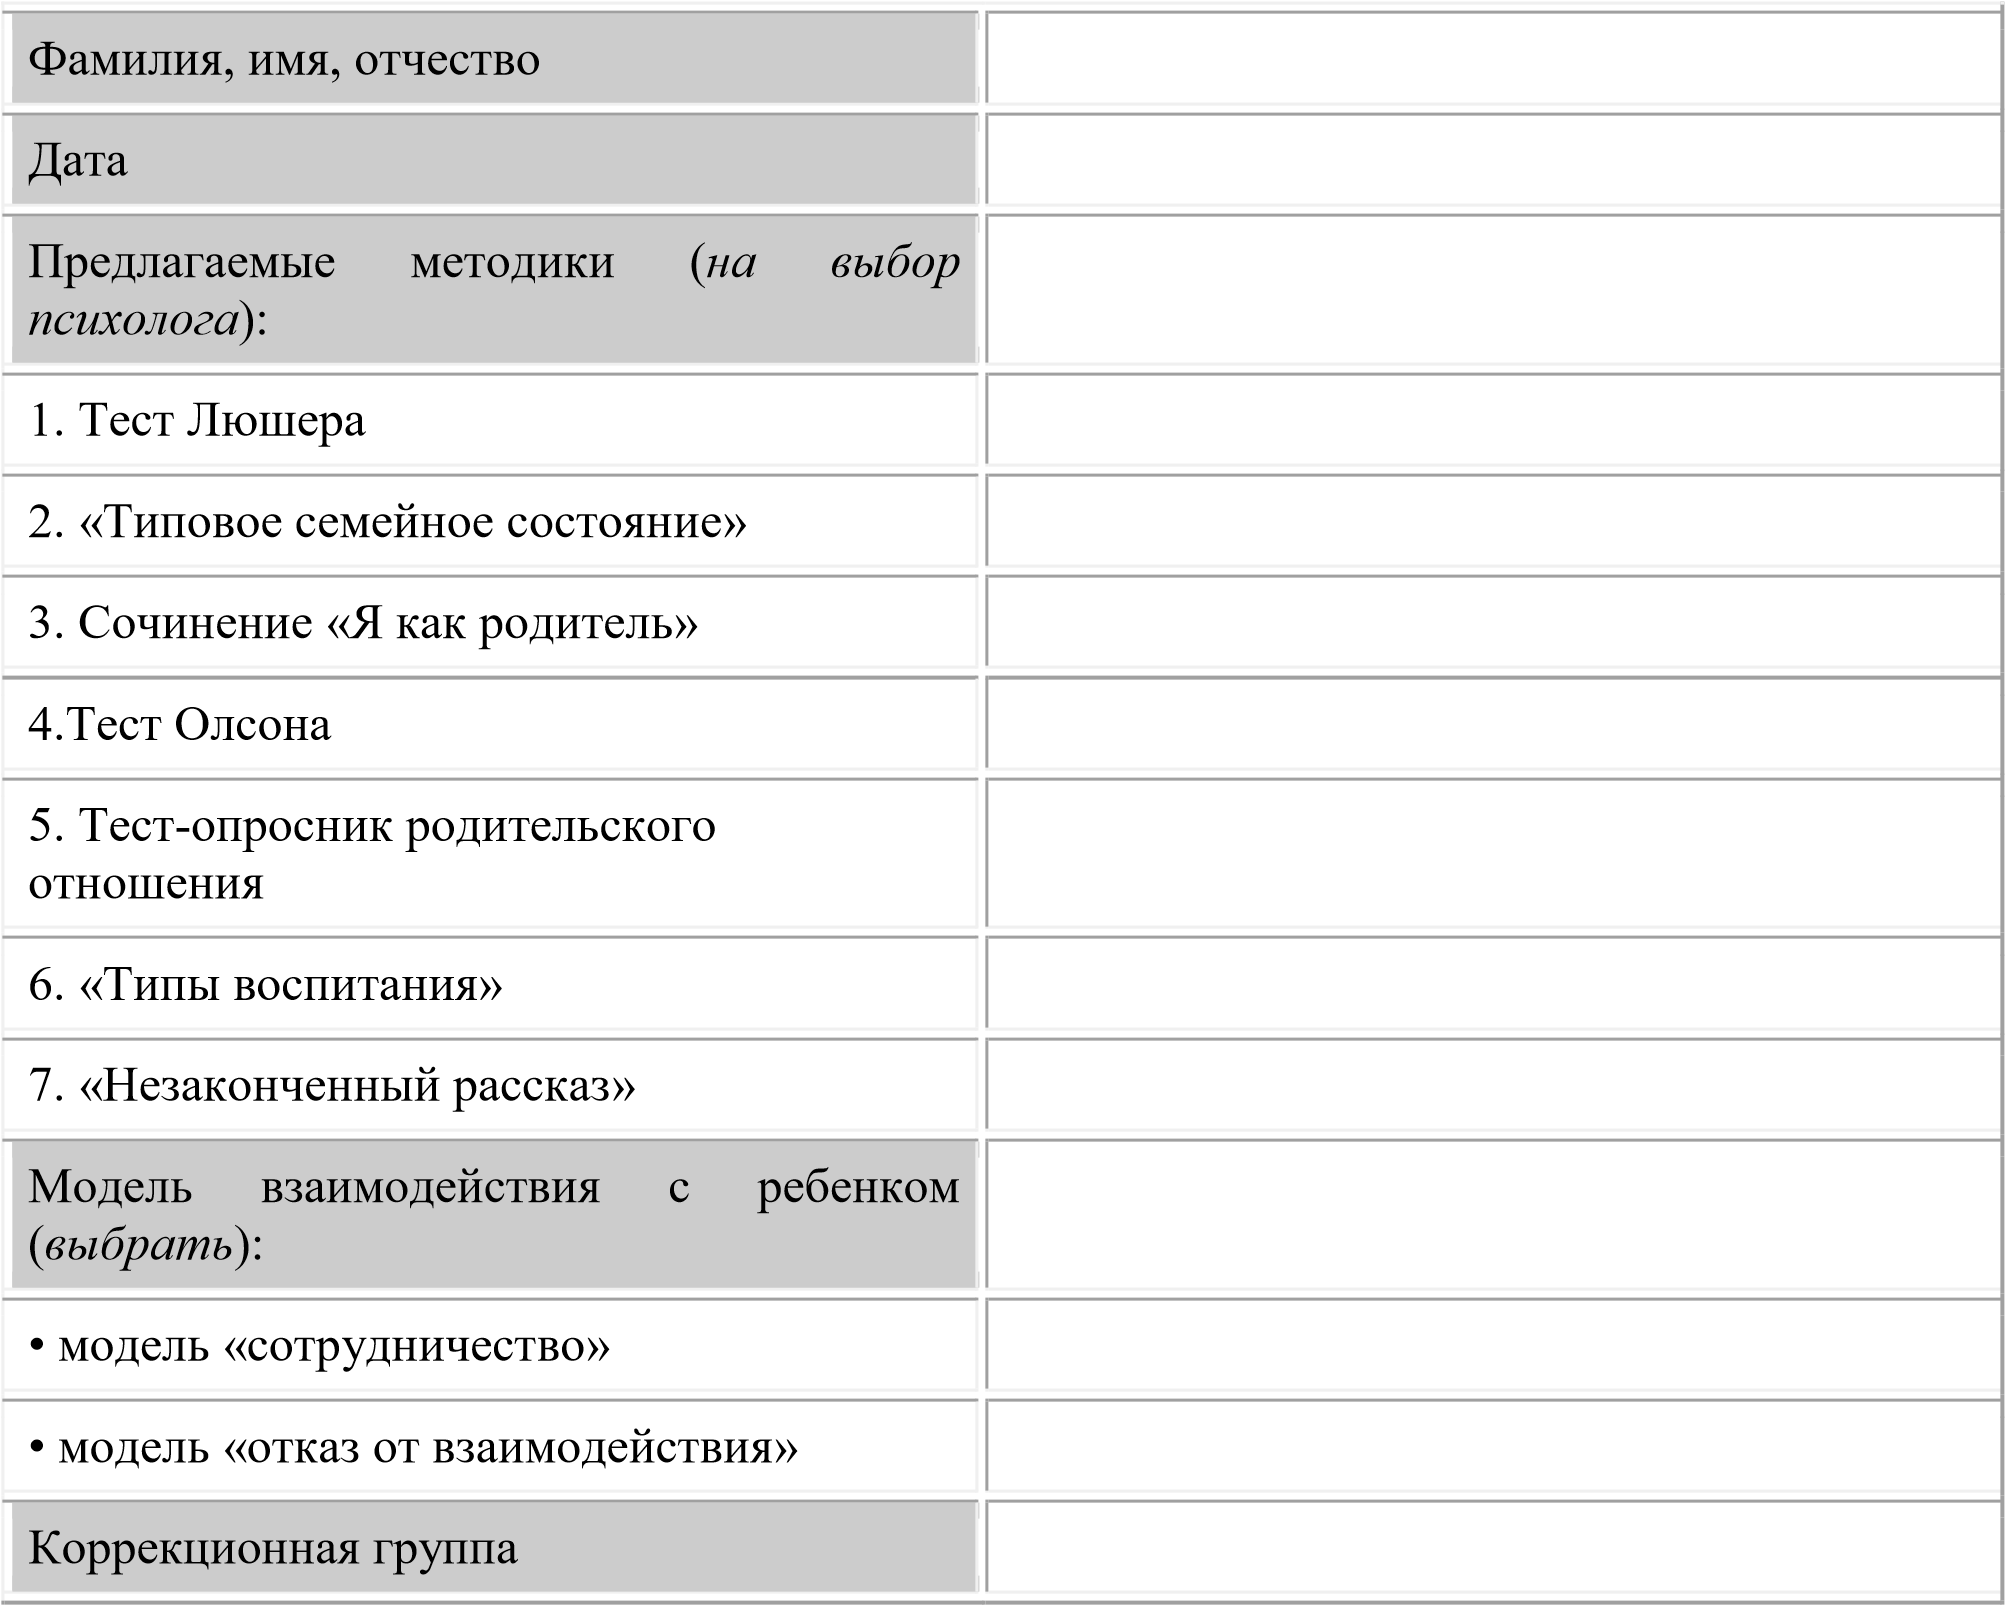 Фамилия, имя, отчество
Дата
Предлагаемые методики (на выбор
психолога):
1. Тест Люшера
2. «Типовое семейное состояние»
3. Сочинение «Я как родитель»
4.Тест Олсона
5. Тест-опросник родительского
отношения
6. «Типы воспитания»
7. «Незаконченный рассказ»
Модель взаимодействия с ребенком
(выбрать):
• модель «сотрудничество»
• модель «отказ от взаимодействия»
Коррекционная группа